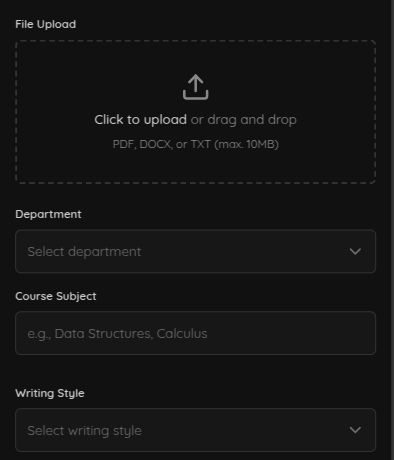 File Upload
Click to upload or drag and drop
PDF, DOCX, or TXT (max. 10MB)
Department
Select department
Course Subject
e.g., Data Structures, Calculus
Writing Style
Select writing style